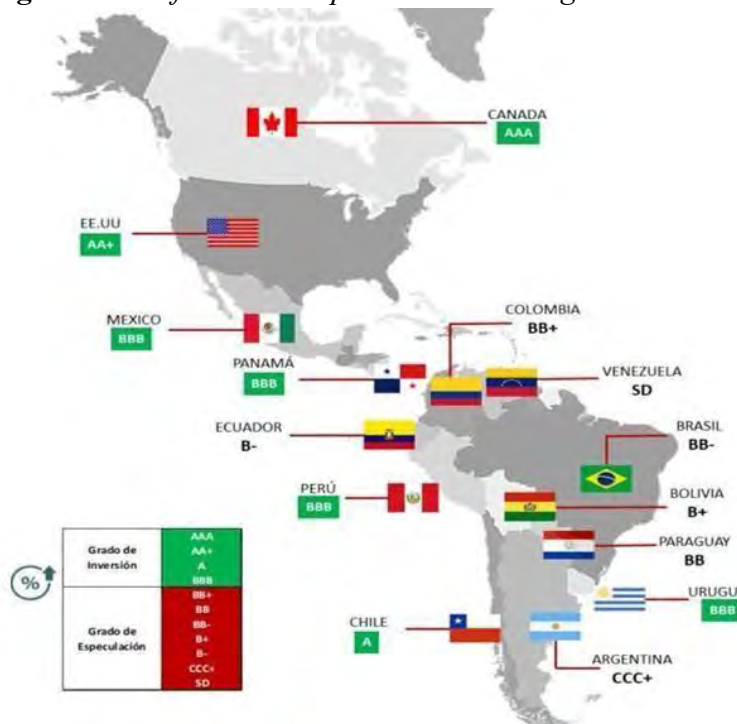 CANADA
AAA
EE.UU
AA+
MEXICO
BBB
COLOMBIA
BB+
PANAMÁ
BBB
VENEZUELA
SD
ECUADOR
B-
BRASIL
BB-
PERÚ
BBB
BOLIVIA
B+
PARAGUAY
BB
URUGU
BBB
CHILE
A
ARGENTINA
CCC+
%
Grado de
Inversión
AAA
AA+
A
BBB
Grado de
Especulación
BB+
BB
BB-
B+
B-
CCC+
SD